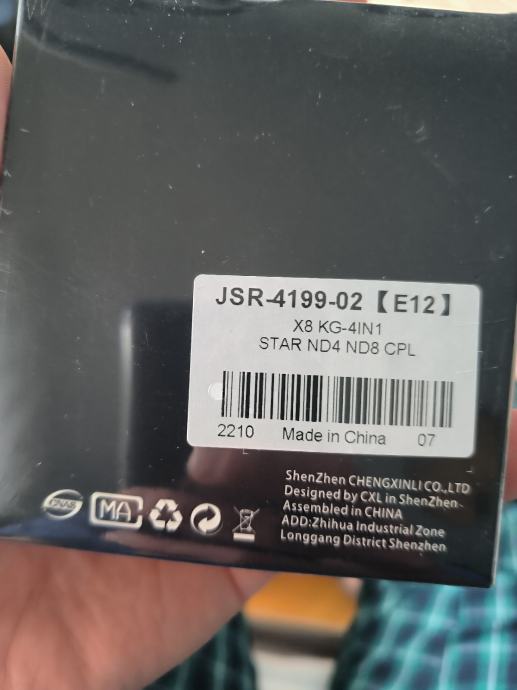 JSR-4199-02【E12】
X8 KG-4IN1
STAR ND4 ND8 CPL
2210 Made in China 07
ShenZhen CHENGXINLI CO.,LTD
Designed by CXL in ShenZhen
Assembled in CHINA
ADD:Zhihua Industrial Zone
Longgang District Shenzhen
CNAS
MA